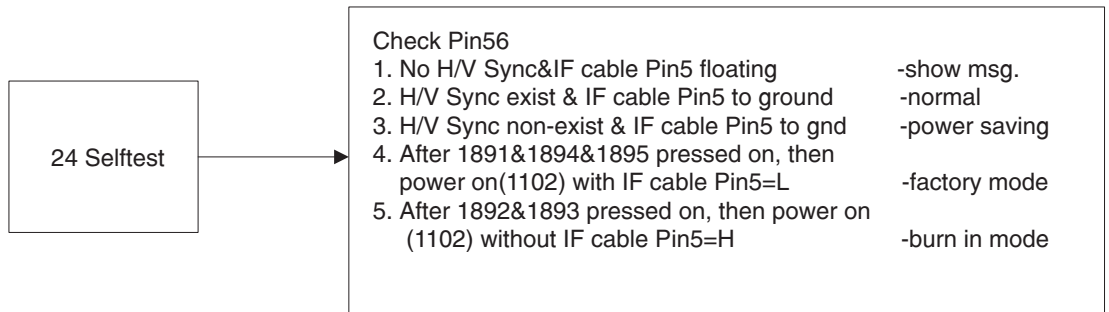 24 Selftest
Check Pin56
1. No H/V Sync&IF cable Pin5 floating -show msg.
2. H/V Sync exist & IF cable Pin5 to ground -normal
3. H/V Sync non-exist & IF cable Pin5 to gnd -power saving
4. After 1891&1894&1895 pressed on, then
power on(1102) with IF cable Pin5=L -factory mode
5. After 1892&1893 pressed on, then power on
(1102) without IF cable Pin5=H -burn in mode